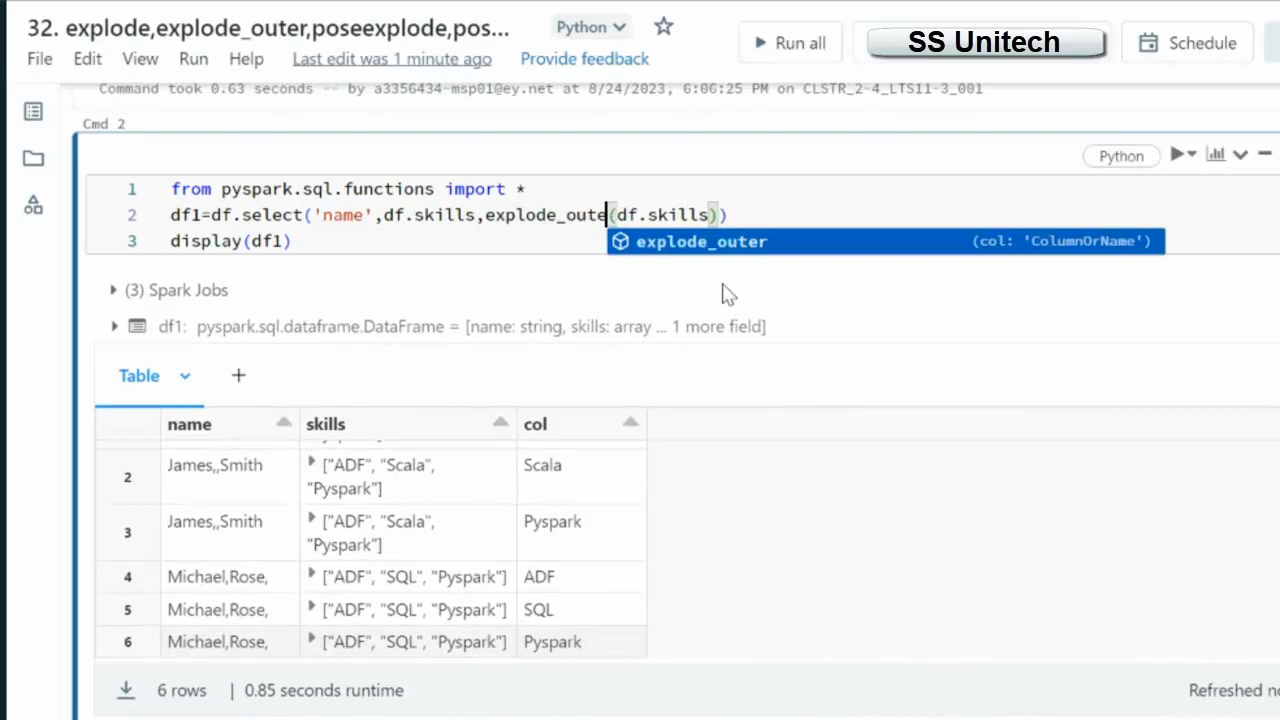 32. explode,explode_outer,poseexplode,pos...
Python
Run all
SS Unitech
Schedule
File Edit View Run Help Last edit was 1 minute ago Provide feedback
Command took 0.63 seconds -- by a3356434-msp01@ey.net at 8/24/2023, 6:06:25 PM on CLSTR_2-4_LTS11-3_001
Cmd 2
Python
1 from pyspark.sql.functions import *
2 df1=df.select('name',df.skills,explode_oute(df.skills))
3 display(df1)
explode_outer (col: 'ColumnOrName')
(3) Spark Jobs
df1: pyspark.sql.dataframe.DataFrame = [name: string, skills: array ... 1 more field]
Table +
name skills col
2 James,,Smith ["ADF", "Scala", Scala
"Pyspark"]
3 James,,Smith ["ADF", "Scala", Pyspark
"Pyspark"]
4 Michael,Rose, ["ADF", "SQL", "Pyspark"] ADF
5 Michael,Rose, ["ADF", "SQL", "Pyspark"] SQL
6 Michael,Rose, ["ADF", "SQL", "Pyspark"] Pyspark
6 rows | 0.85 seconds runtime
Refreshed